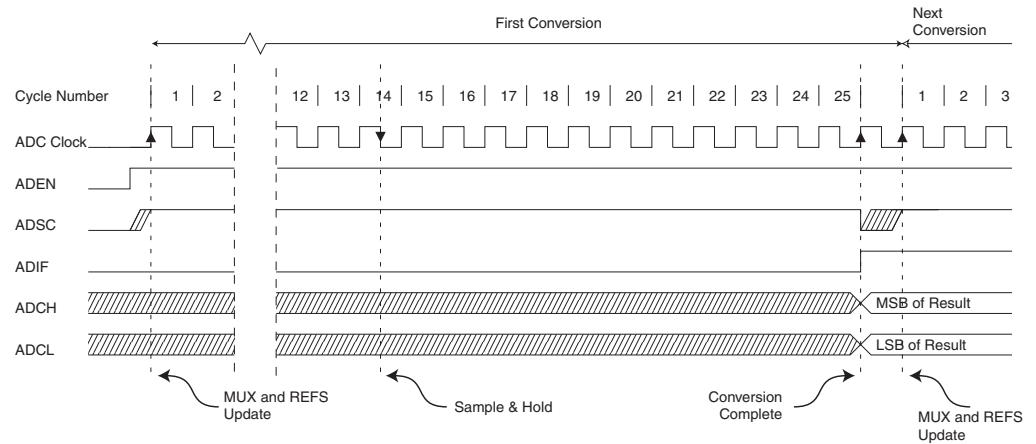 First Conversion
Next
Conversion
Cycle Number 1 2 12 13 14 15 16 17 18 19 20 21 22 23 24 25 1 2 3
ADC Clock
ADEN
ADSC
ADIF
ADCH MSB of Result
ADCL LSB of Result
MUX and REFS
Update
Sample & Hold
Conversion
Complete
MUX and REFS
Update